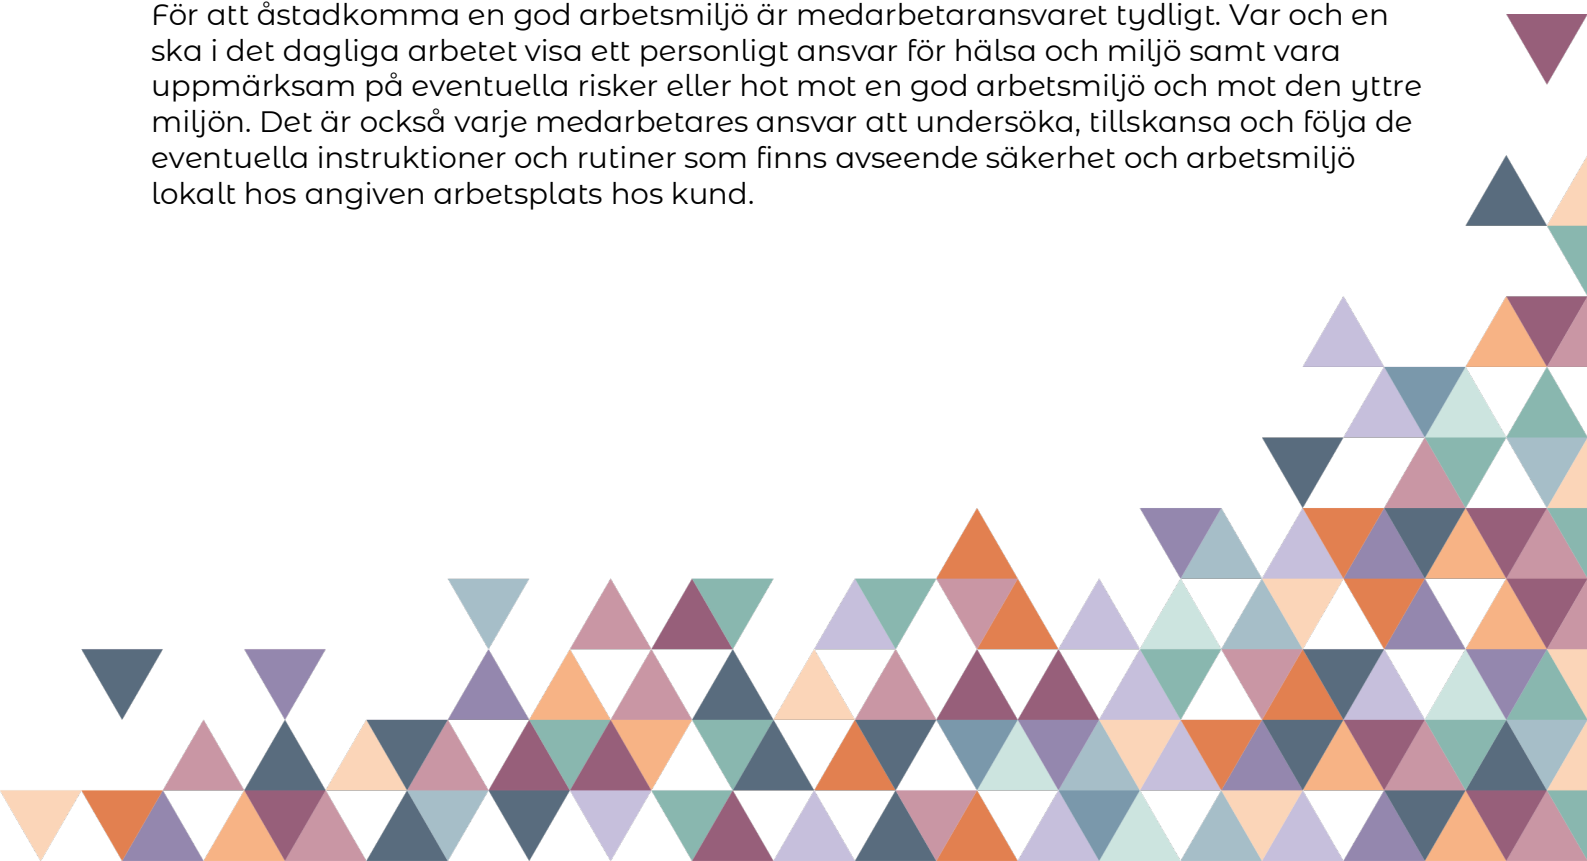 För att åstadkomma en god arbetsmiljö är medarbetaransvaret tydligt. Var och en
ska i det dagliga arbetet visa ett personligt ansvar för hälsa och miljö samt vara
uppmärksam på eventuella risker eller hot mot en god arbetsmiljö och mot den yttre
miljön. Det är också varje medarbetares ansvar att undersöka, tillskansa och följa de
eventuella instruktioner och rutiner som finns avseende säkerhet och arbetsmiljö
lokalt hos angiven arbetsplats hos kund.